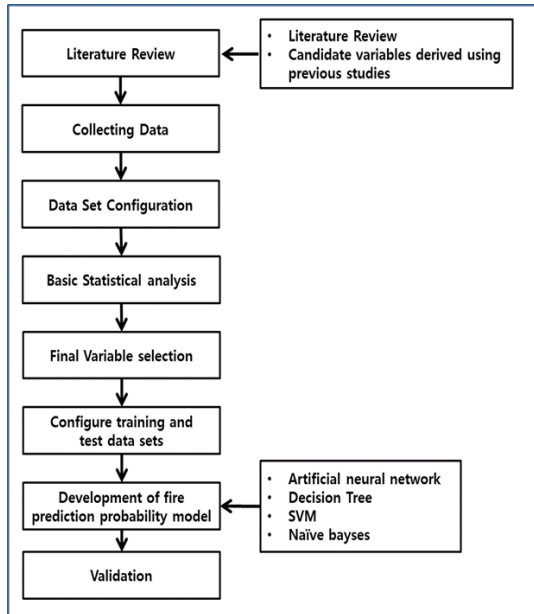 Literature Review
• Literature Review
• Candidate variables derived using
previous studies
Collecting Data
Data Set Configuration
Basic Statistical analysis
Final Variable selection
Configure training and
test data sets
Development of fire
prediction probability model
• Artificial neural network
• Decision Tree
• SVM
• Naïve bayses
Validation